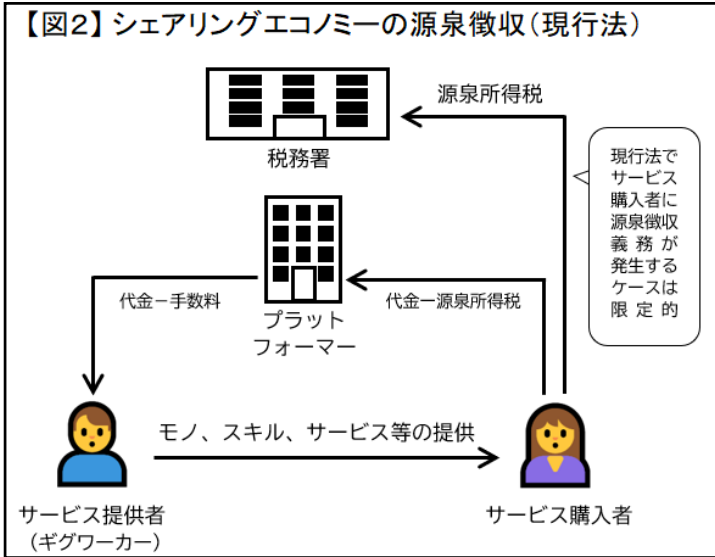 【図2】シェアリングエコノミーの源泉徴収(現行法)
源泉所得税
税務署
現行法で
サービス
購入者に
源泉徴収
義務が
発生する
ケースは
限定的
代金−手数料
代金ー源泉所得税
プラット
フォーマー
モノ、スキル、サービス等の提供
サービス提供者
(ギグワーカー)
サービス購入者